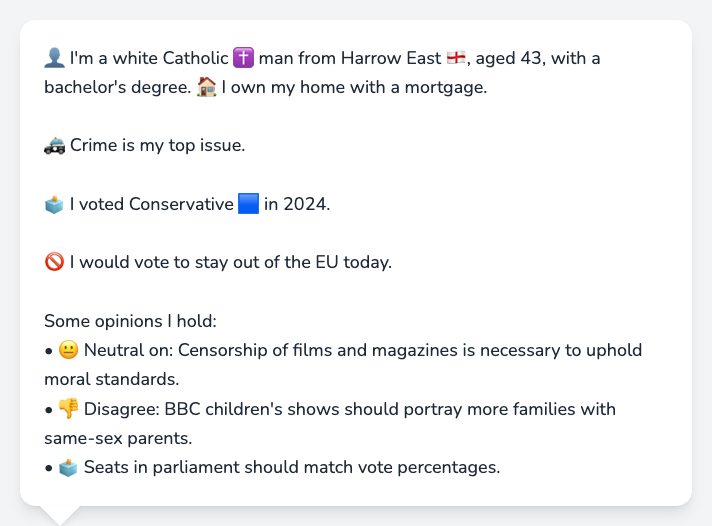 👤 I'm a white Catholic ✝️ man from Harrow East 🏴󠁧󠁢󠁥󠁮󠁧󠁿, aged 43, with a
bachelor's degree. 🏠 I own my home with a mortgage.
🚓 Crime is my top issue.
🗳️ I voted Conservative 🟦 in 2024.
🚫 I would vote to stay out of the EU today.
Some opinions I hold:
• 😐 Neutral on: Censorship of films and magazines is necessary to uphold
moral standards.
• 👎 Disagree: BBC children's shows should portray more families with
same-sex parents.
• 🗳️ Seats in parliament should match vote percentages.